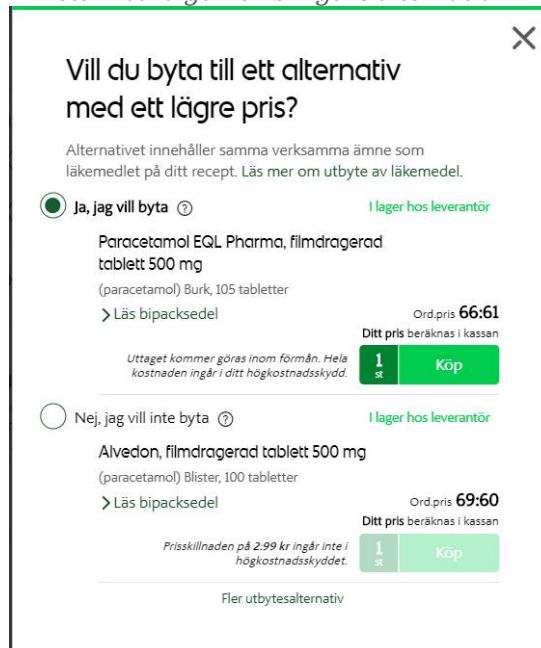 Vill du byta till ett alternativ
med ett lägre pris?
Alternativet innehåller samma verksamma ämne som
läkemedlet på ditt recept. Läs mer om utbyte av läkemedel.
Ja, jag vill byta ?
I lager hos leverantör
Paracetamol EQL Pharma, filmdragerad
tablett 500 mg
(paracetamol) Burk, 105 tabletter
Läs bipacksedel
Ord.pris 66:61
Ditt pris beräknas i kassan
Uttaget kommer göras inom förmån. Hela
kostnaden ingår i ditt högkostnadsskydd.
1
st
Köp
Nej, jag vill inte byta ?
I lager hos leverantör
Alvedon, filmdragerad tablett 500 mg
(paracetamol) Blister, 100 tabletter
Läs bipacksedel
Ord.pris 69:60
Ditt pris beräknas i kassan
Prisskillnaden på 2:99 kr ingår inte i
högkostnadsskyddet.
1
st
Köp
Fler utbytesalternativ